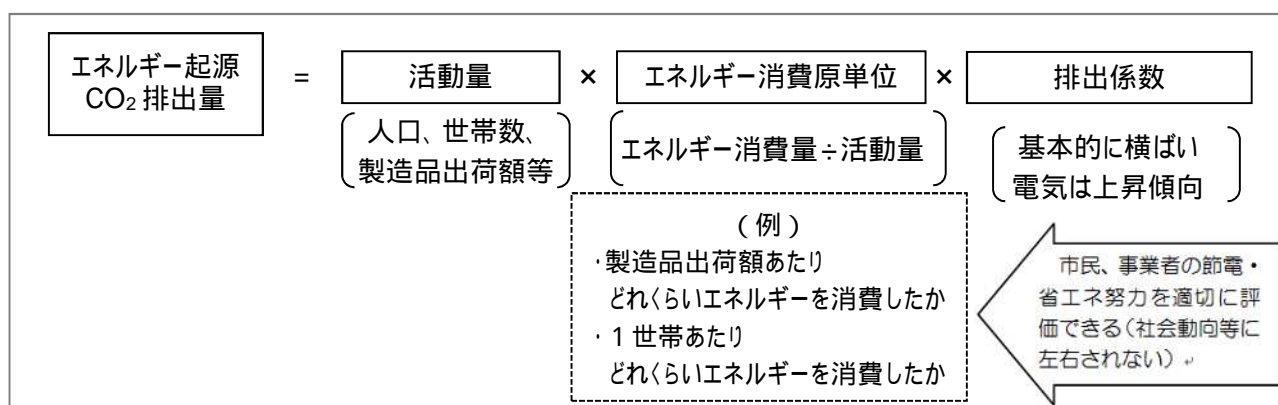 エネルギー起源
CO₂排出量
=
活動量
×
エネルギー消費原単位
×
排出係数
人口、世帯数、
製造品出荷額等
エネルギー消費量÷活動量
基本的に横ばい
電気は上昇傾向
(例)
・製造品出荷額あたり
どれくらいエネルギーを消費したか
・1世帯あたり
どれくらいエネルギーを消費したか
市民、事業者の節電・
省エネ努力を適切に評
価できる(社会動向等に
左右されない)↵